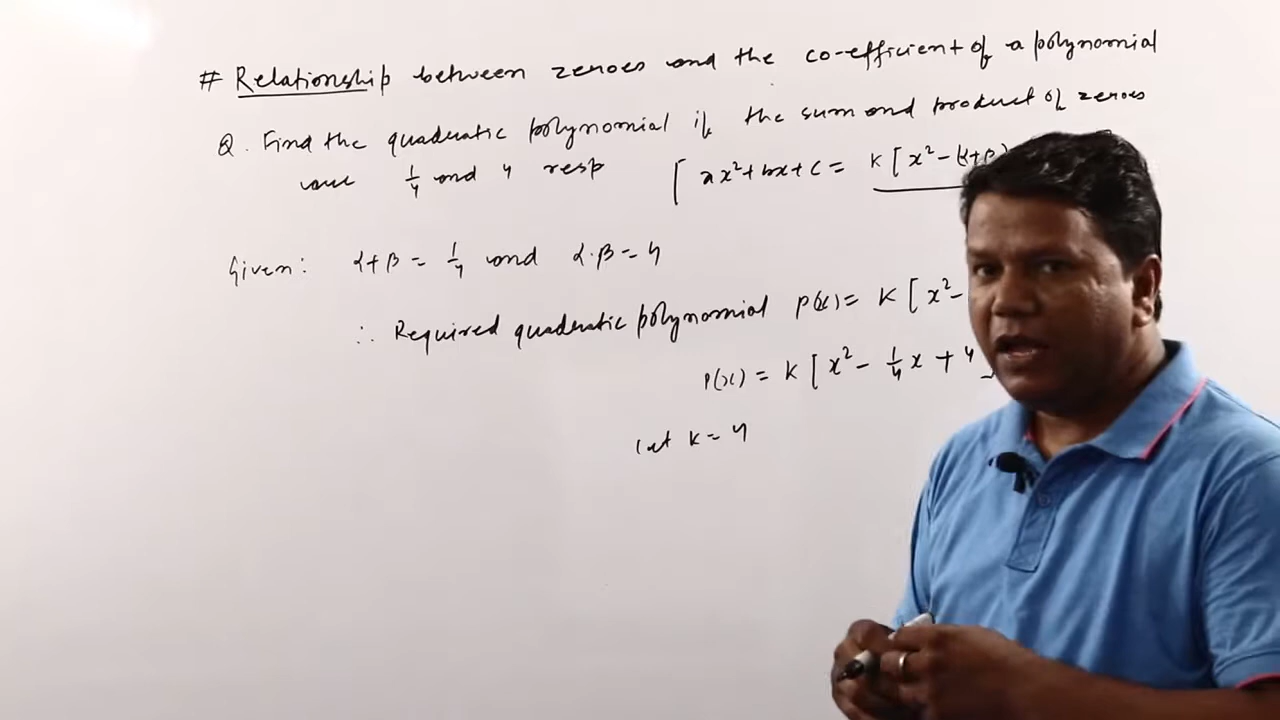 # Relationship between zeroes and the co-efficient of a polynomial
Q. Find the quadratic polynomial if the sum and product of zeroes
are 1/4 and 4 resp [ax²+bx+c = K[x²-(α+β)
Given: α+β = 1/4 and α·β = 4
∴ Required quadratic polynomial P(x) = K[x²-
P(x) = K[x² - 1/4 x + 4]
Let K = 4